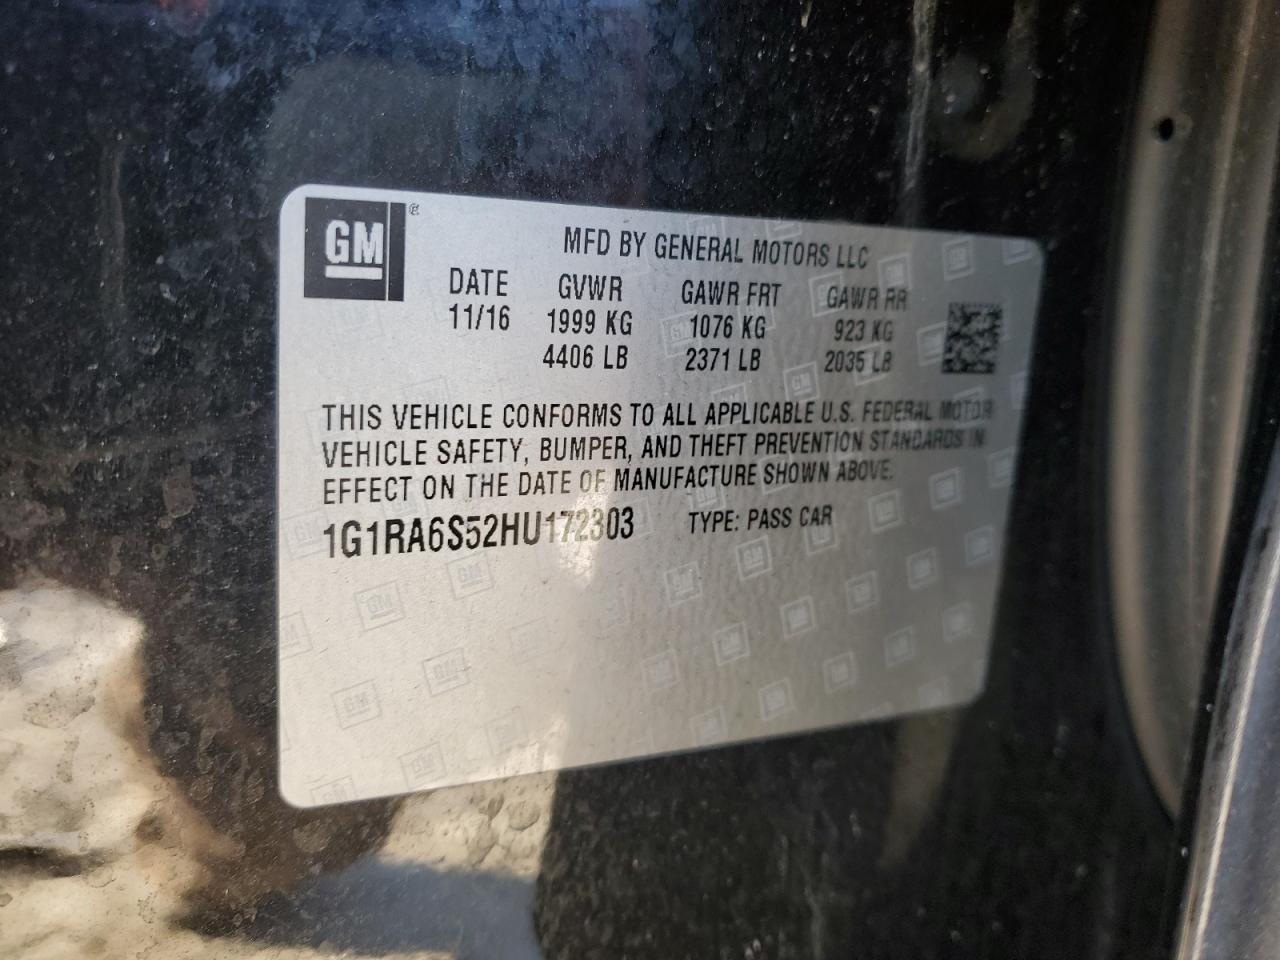 GM ®
MFD BY GENERAL MOTORS LLC
DATE GVWR GAWR FRT GAWR RR
11/16 1999 KG 1076 KG 923 KG
4406 LB 2371 LB 2035 LB
THIS VEHICLE CONFORMS TO ALL APPLICABLE U.S. FEDERAL MOTOR
VEHICLE SAFETY, BUMPER, AND THEFT PREVENTION STANDARDS IN
EFFECT ON THE DATE OF MANUFACTURE SHOWN ABOVE.
1G1RA6S52HU172303 TYPE: PASS CAR